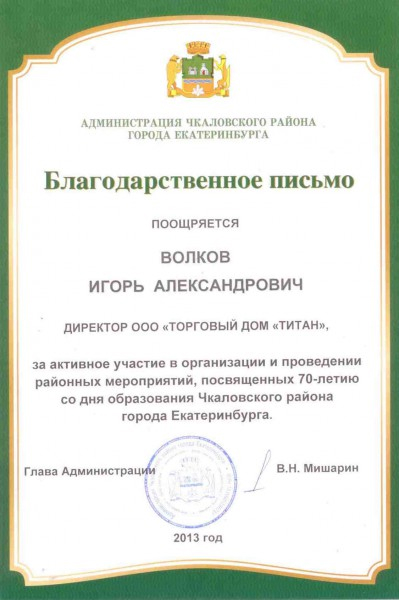 АДМИНИСТРАЦИЯ ЧКАЛОВСКОГО РАЙОНА
ГОРОДА ЕКАТЕРИНБУРГА
Благодарственное письмо
ПООЩРЯЕТСЯ
ВОЛКОВ
ИГОРЬ АЛЕКСАНДРОВИЧ
ДИРЕКТОР ООО «ТОРГОВЫЙ ДОМ «ТИТАН»,
за активное участие в организации и проведении
районных мероприятий, посвященных 70-летию
со дня образования Чкаловского района
города Екатеринбурга.
Глава Администрации
В.Н. Мишарин
2013 год